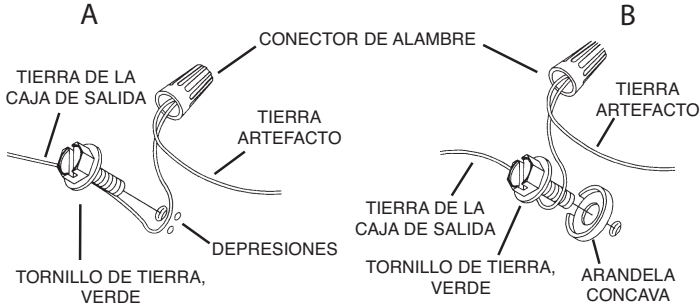 A
B
CONECTOR DE ALAMBRE
TIERRA DE LA
CAJA DE SALIDA
TIERRA
ARTEFACTO
DEPRESIONES
TORNILLO DE TIERRA,
VERDE
TIERRA
ARTEFACTO
TIERRA DE LA
CAJA DE SALIDA
TORNILLO DE TIERRA,
VERDE
ARANDELA
CONCAVA